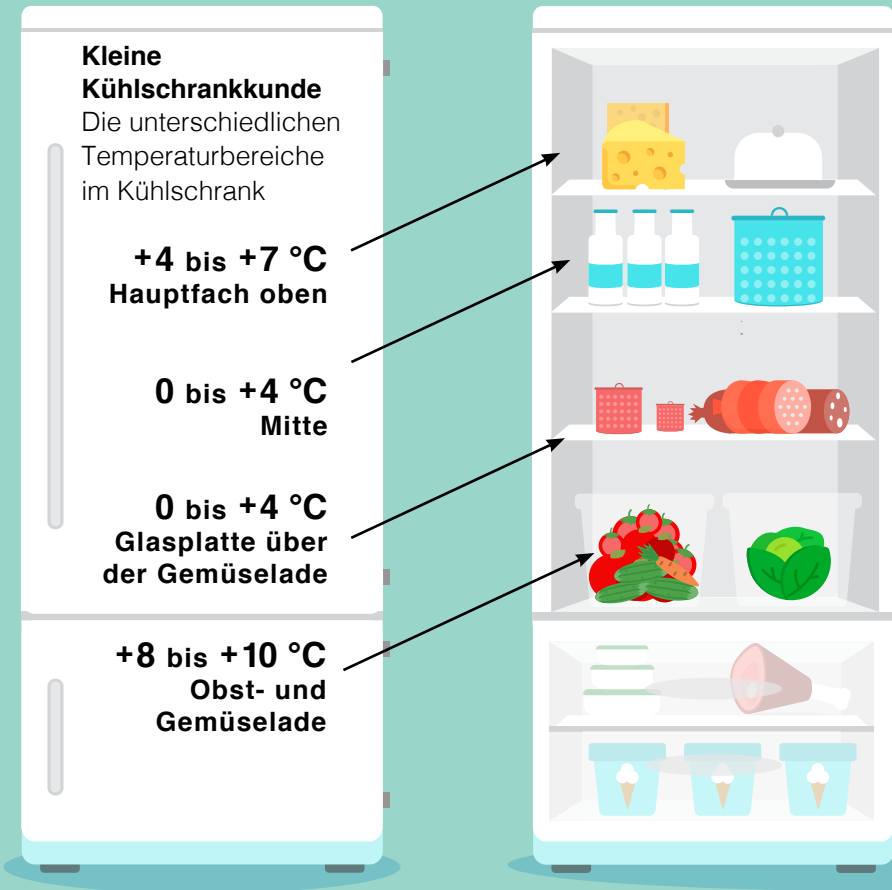 Kleine
Kühlschrankkunde
Die unterschiedlichen
Temperaturbereiche
im Kühlschrank
+4 bis +7 °C
Hauptfach oben
0 bis +4 °C
Mitte
0 bis +4 °C
Glasplatte über
der Gemüselade
+8 bis +10 °C
Obst- und
Gemüselade